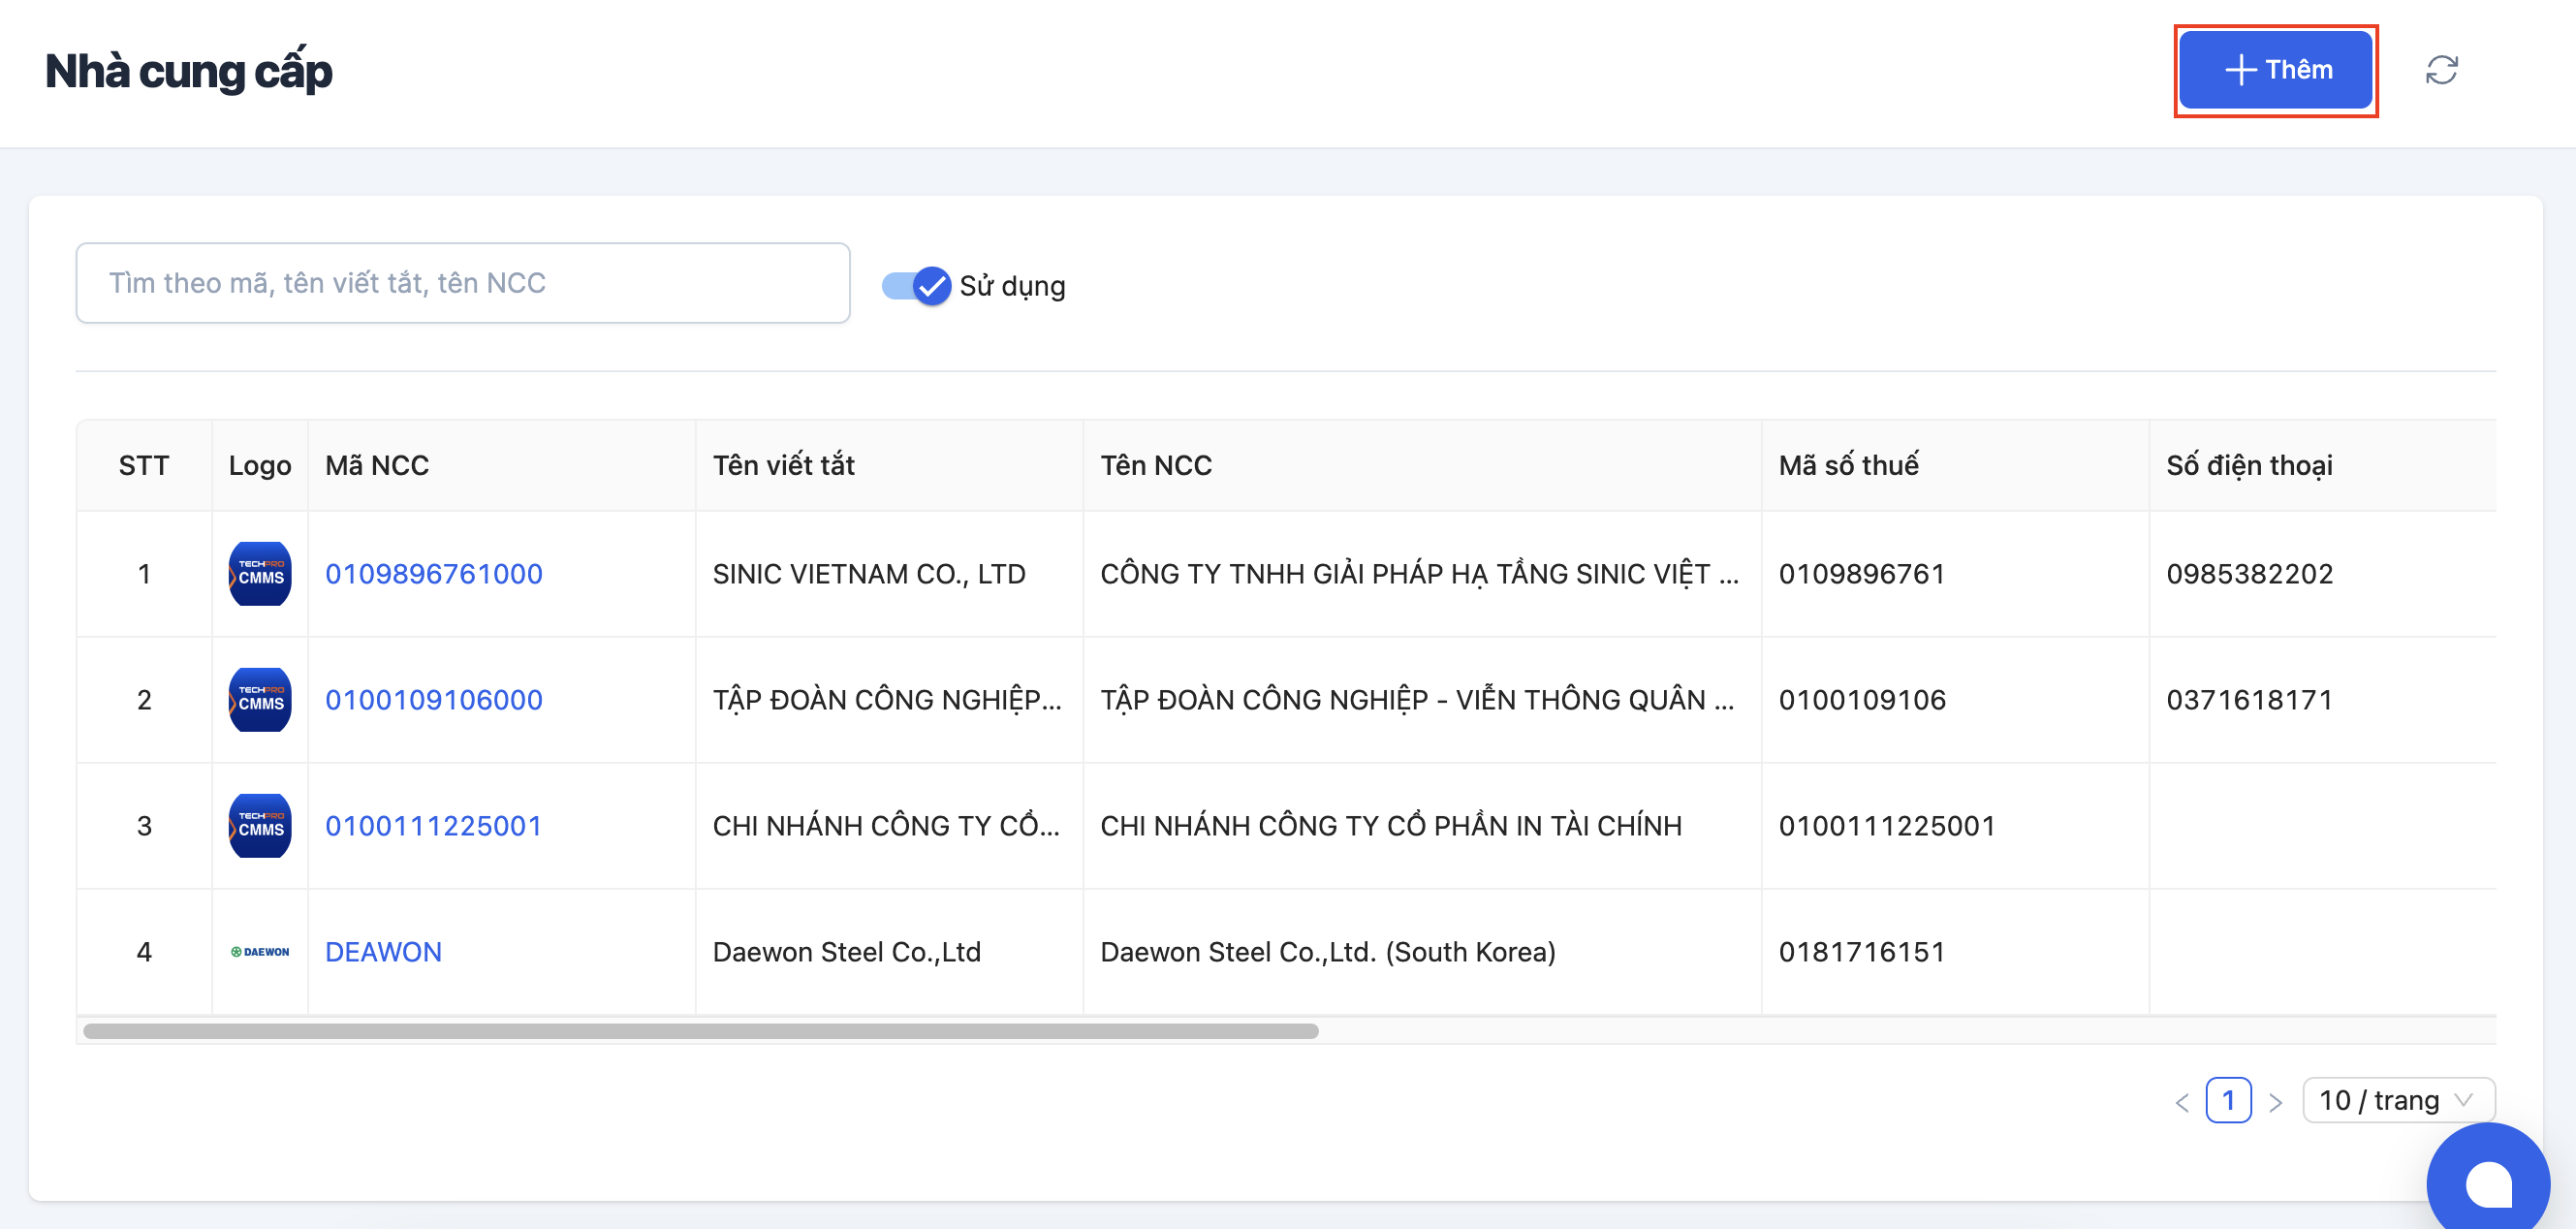 Nhà cung cấp
Thêm
Tìm theo mã, tên viết tắt, tên NCC
Sử dụng
STT Logo Mã NCC Tên viết tắt Tên NCC Mã số thuế Số điện thoại
1 TECHPRO CMMS 0109896761000 SINIC VIETNAM CO., LTD CÔNG TY TNHH GIẢI PHÁP HẠ TẦNG SINIC VIỆT ... 0109896761 0985382202
2 TECHPRO CMMS 0100109106000 TẬP ĐOÀN CÔNG NGHIỆP... TẬP ĐOÀN CÔNG NGHIỆP - VIỄN THÔNG QUÂN ... 0100109106 0371618171
3 TECHPRO CMMS 0100111225001 CHI NHÁNH CÔNG TY CỔ... CHI NHÁNH CÔNG TY CỔ PHẦN IN TÀI CHÍNH 0100111225001
4 DAEWON DEAWON Daewon Steel Co.,Ltd Daewon Steel Co.,Ltd. (South Korea) 0181716151
< 1 > 10 / trang